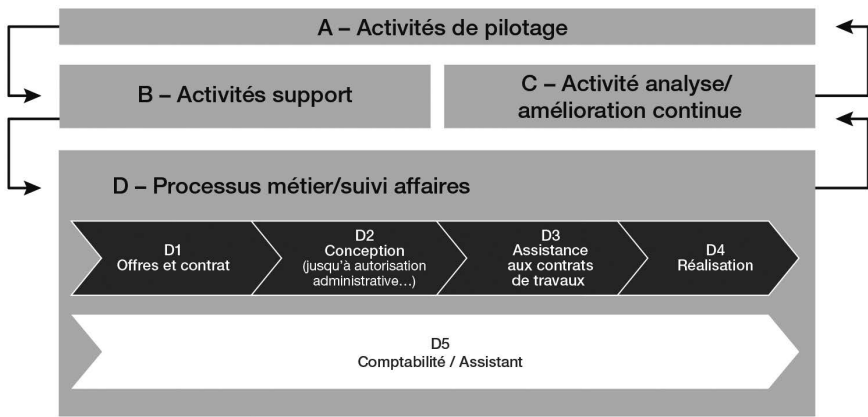 A – Activités de pilotage
B – Activités support
C – Activité analyse/
amélioration continue
D – Processus métier/suivi affaires
D1
Offres et contrat
D2
Conception
(jusqu'à autorisation
administrative…)
D3
Assistance
aux contrats
de travaux
D4
Réalisation
D5
Comptabilité / Assistant